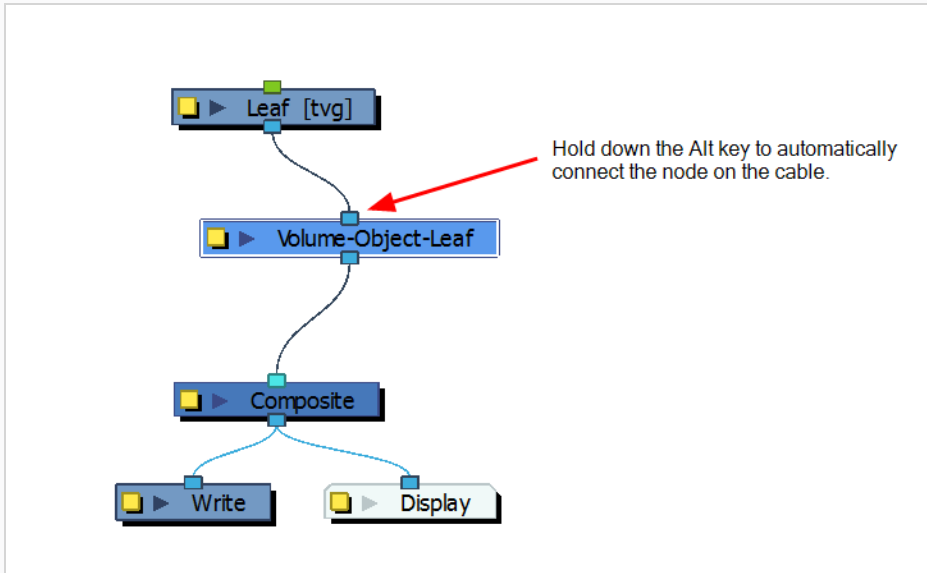 Leaf [tvg]
Hold down the Alt key to automatically
connect the node on the cable.
Volume-Object-Leaf
Composite
Write
Display